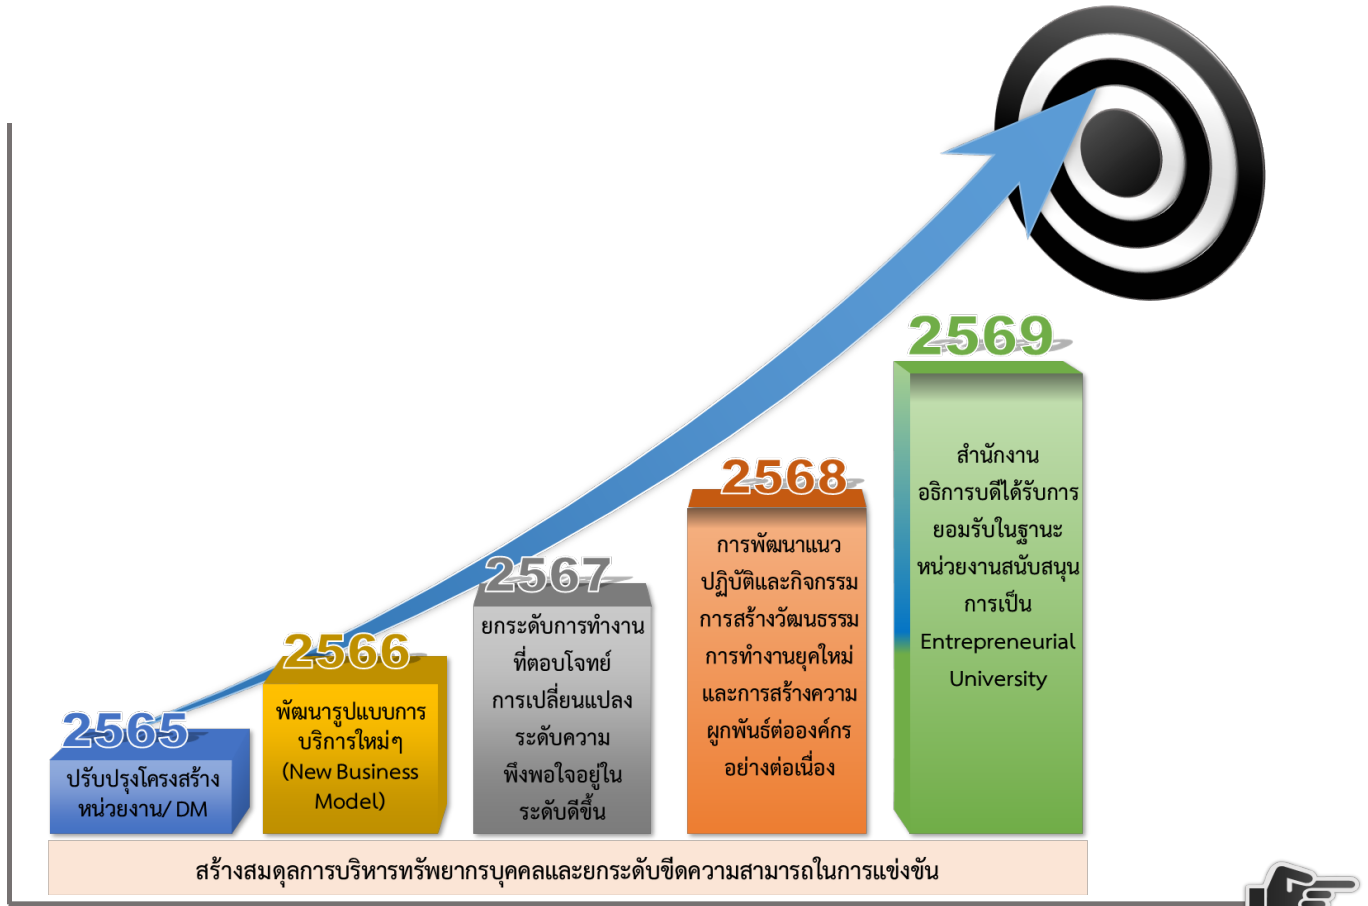 2565
ปรับปรุงโครงสร้าง
หน่วยงาน/ DM
2566
พัฒนารูปแบบการ
บริการใหม่ๆ
(New Business
Model)
2567
ยกระดับการทำงาน
ที่ตอบโจทย์
การเปลี่ยนแปลง
ระดับความ
พึงพอใจอยู่ใน
ระดับดีขึ้น
2568
การพัฒนาแนว
ปฏิบัติและกิจกรรม
การสร้างวัฒนธรรม
การทำงานยุคใหม่
และการสร้างความ
ผูกพันธ์ต่อองค์กร
อย่างต่อเนื่อง
2569
สำนักงาน
อธิการบดีได้รับการ
ยอมรับในฐานะ
หน่วยงานสนับสนุน
การเป็น
Entrepreneurial
University
สร้างสมดุลการบริหารทรัพยากรบุคคลและยกระดับขีดความสามารถในการแข่งขัน